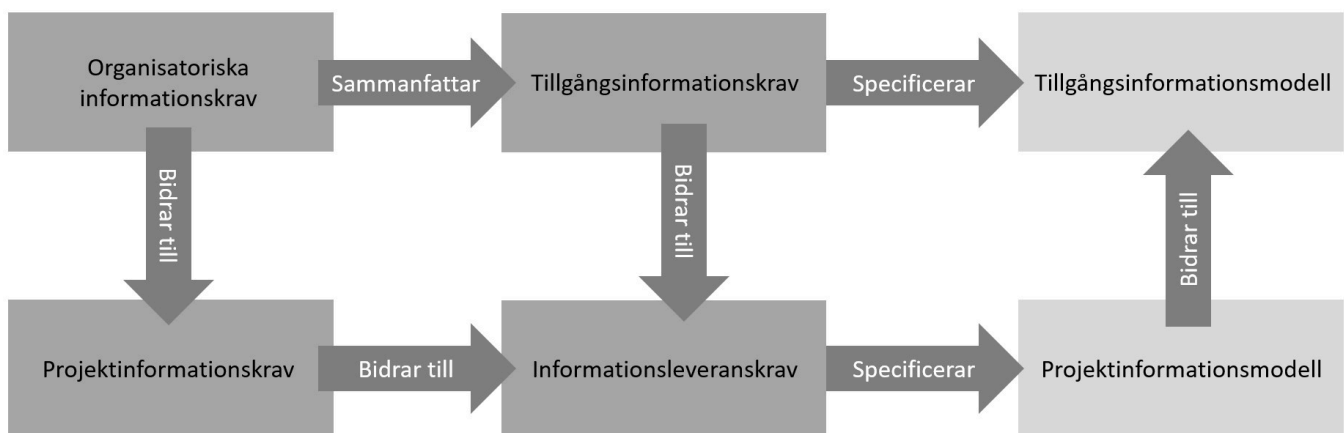 Organisatoriska
informationskrav
Sammanfattar
Tillgångsinformationskrav
Specificerar
Tillgångsinformationsmodell
Bidrar till
Bidrar till
Bidrar till
Projektinformationskrav
Bidrar till
Informationsleveranskrav
Specificerar
Projektinformationsmodell